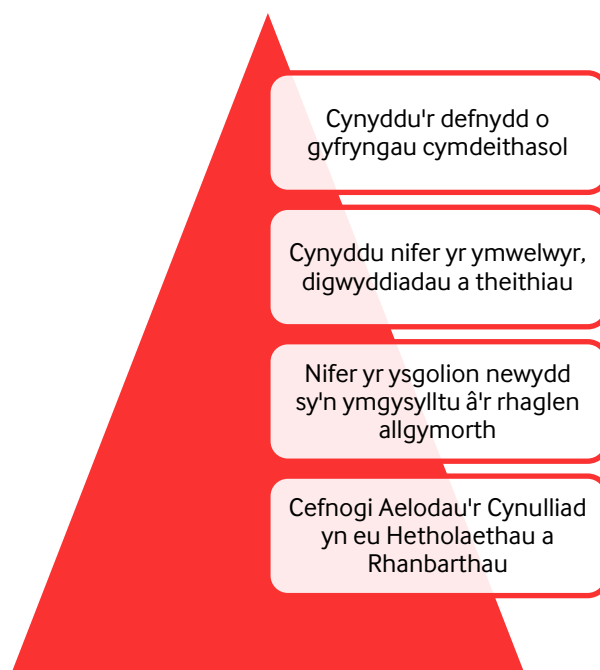 Cynyddu'r defnydd o
gyfryngau cymdeithasol
Cynyddu nifer yr ymwelwyr,
digwyddiadau a theithiau
Nifer yr ysgolion newydd
sy'n ymgysylltu â'r rhaglen
allgymorth
Cefnogi Aelodau'r Cynulliad
yn eu Hetholaethau a
Rhanbarthau